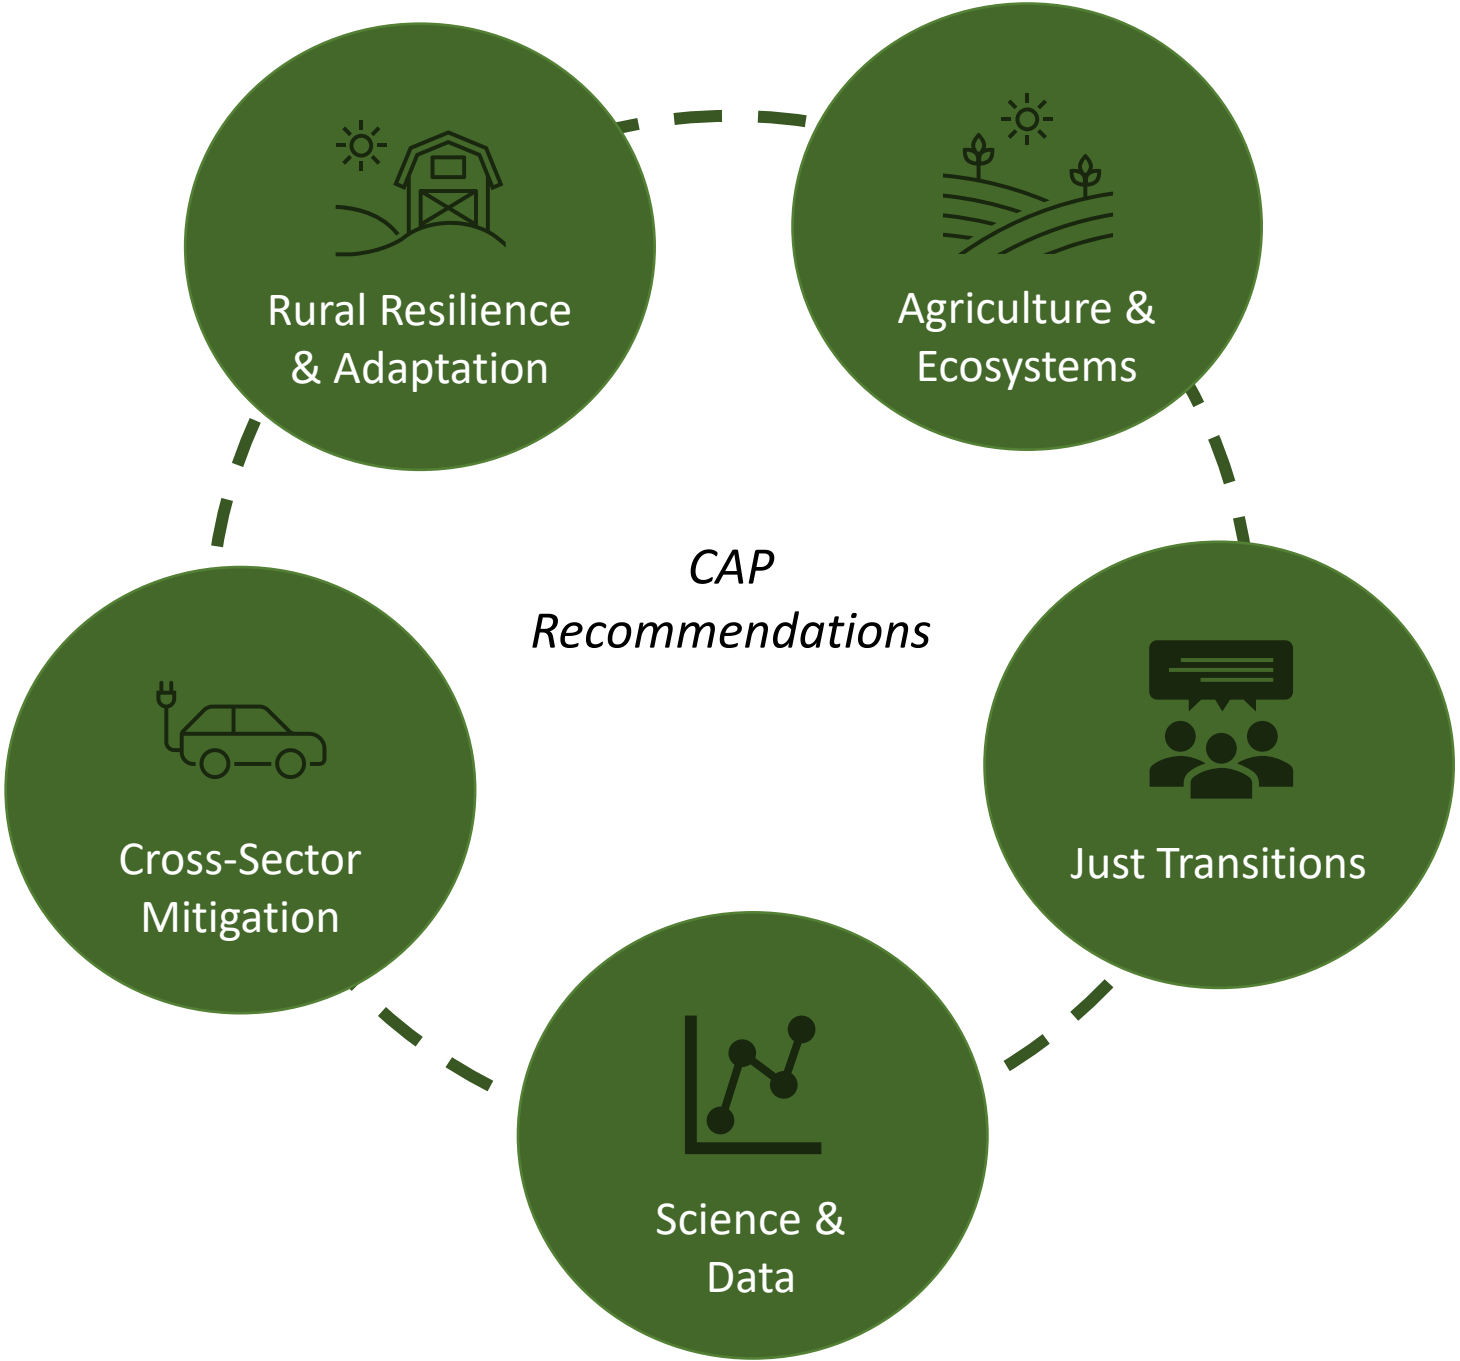 Rural Resilience
& Adaptation
Agriculture &
Ecosystems
CAP
Recommendations
Cross-Sector
Mitigation
Just Transitions
Science &
Data